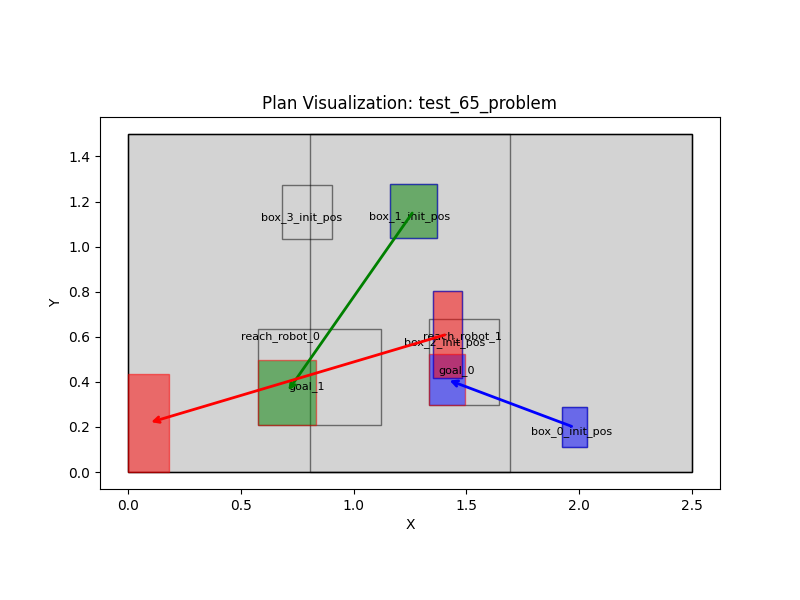 Plan Visualization: test_65_problem
1.4
1.2
1.0
0.8
0.6
0.4
0.2
0.0
Y
box_3_init_pos
box_1_init_pos
reach_robot_0
reach_robot_1
box_2_init_pos
goal_0
goal_1
box_0_init_pos
0.0
0.5
1.0
1.5
2.0
2.5
X